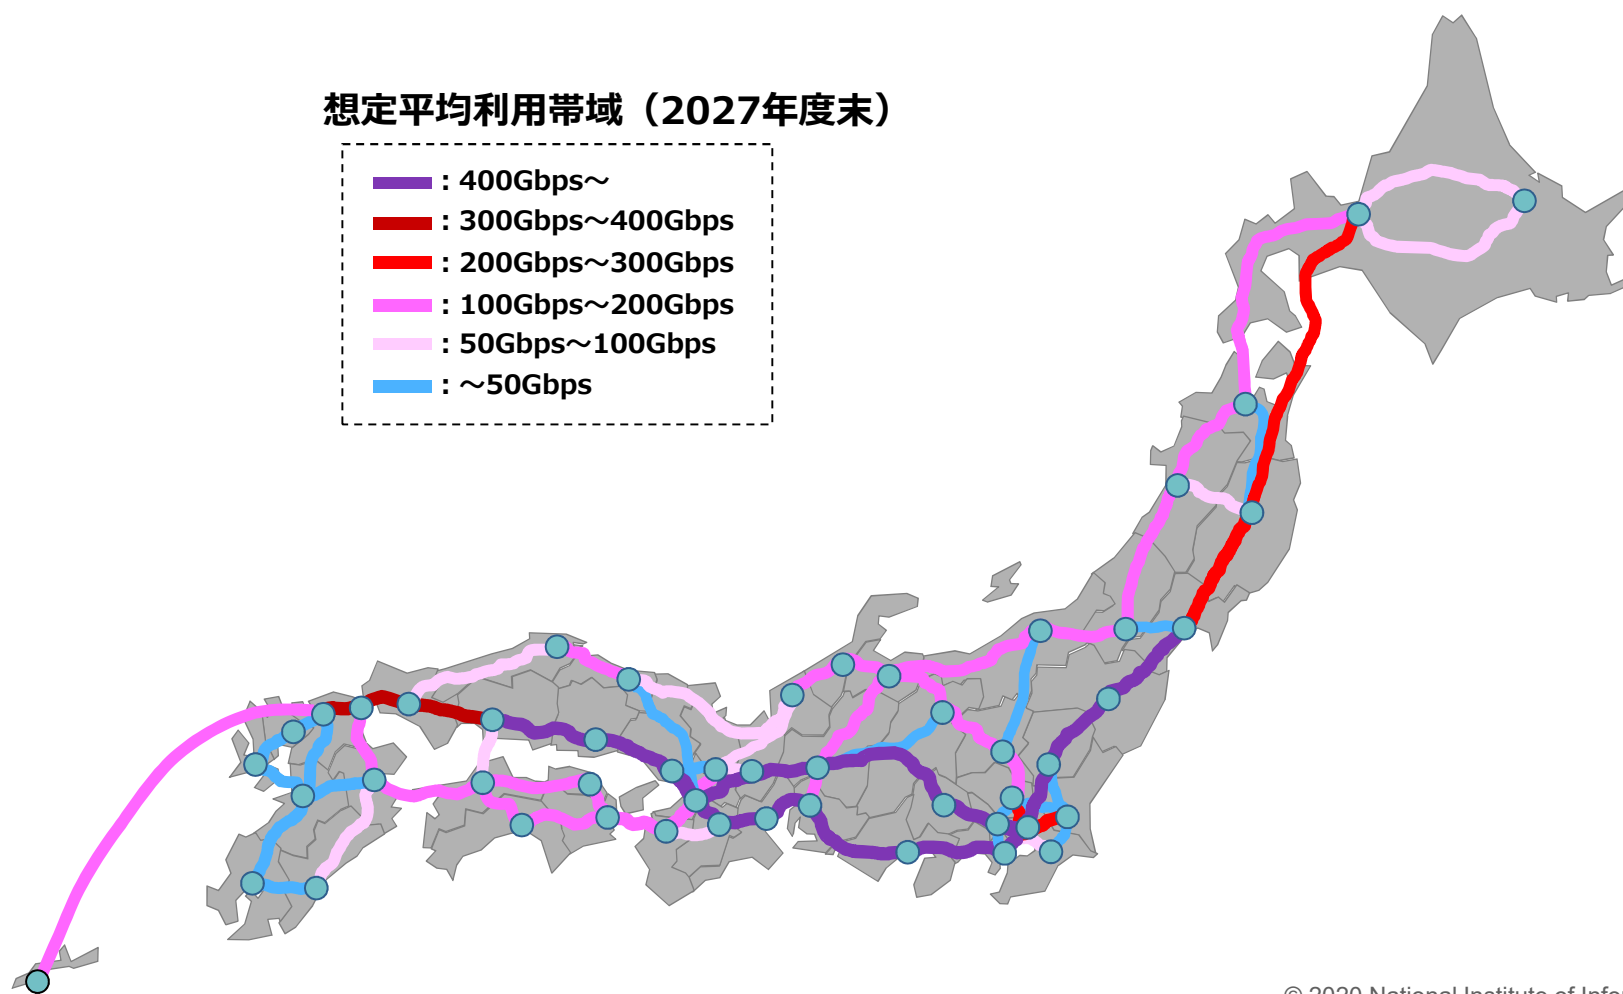 想定平均利用帯域（2027年度末）
：400Gbps～
：300Gbps～400Gbps
：200Gbps～300Gbps
：100Gbps～200Gbps
：50Gbps～100Gbps
：～50Gbps
© 2020 National Institute of Infor